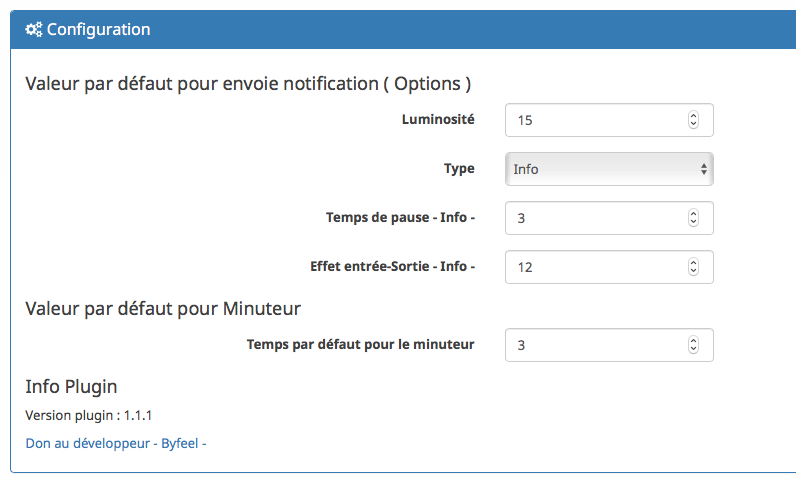 Configuration
Valeur par défaut pour envoie notification ( Options )
Luminosité 15
Type Info
Temps de pause - Info - 3
Effet entrée-Sortie - Info - 12
Valeur par défaut pour Minuteur
Temps par défaut pour le minuteur 3
Info Plugin
Version plugin : 1.1.1
Don au développeur - Byfeel -